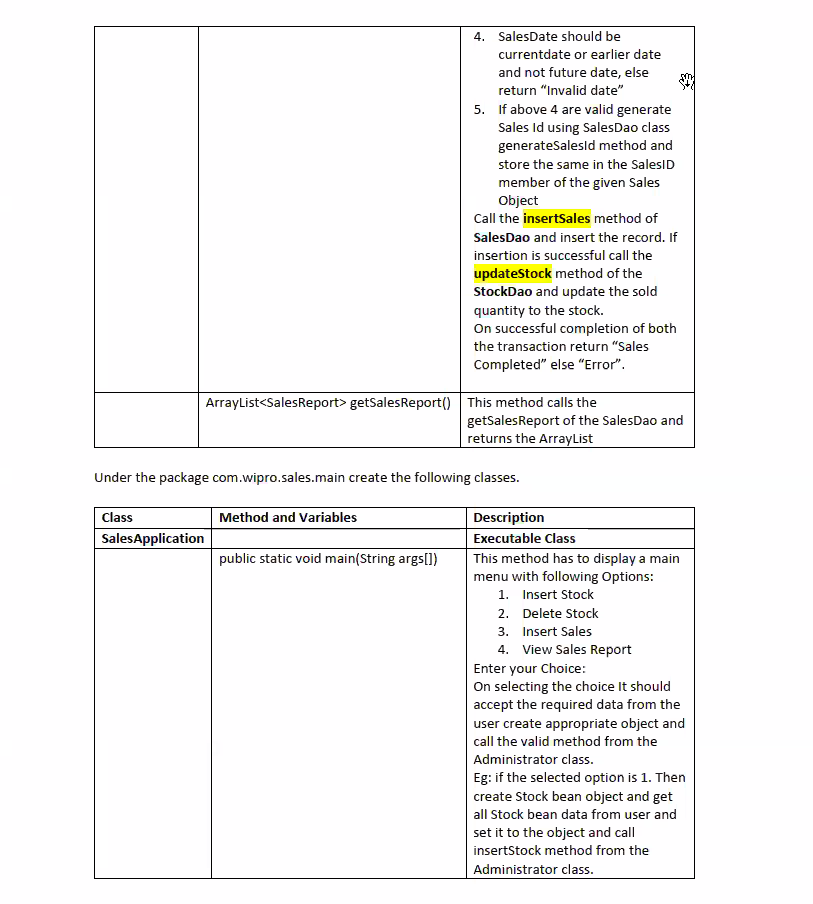 4. SalesDate should be
currentdate or earlier date
and not future date, else
return “Invalid date”
5. If above 4 are valid generate
Sales Id using SalesDao class
generateSalesId method and
store the same in the SalesID
member of the given Sales
Object
Call the insertSales method of
SalesDao and insert the record. If
insertion is successful call the
updateStock method of the
StockDao and update the sold
quantity to the stock.
On successful completion of both
the transaction return “Sales
Completed” else “Error”.
ArrayList<SalesReport> getSalesReport()
This method calls the
getSalesReport of the SalesDao and
returns the ArrayList
Under the package com.wipro.sales.main create the following classes.
Class Method and Variables Description
SalesApplication Executable Class
public static void main(String args[])
This method has to display a main
menu with following Options:
1. Insert Stock
2. Delete Stock
3. Insert Sales
4. View Sales Report
Enter your Choice:
On selecting the choice It should
accept the required data from the
user create appropriate object and
call the valid method from the
Administrator class.
Eg: if the selected option is 1. Then
create Stock bean object and get
all Stock bean data from user and
set it to the object and call
insertStock method from the
Administrator class.